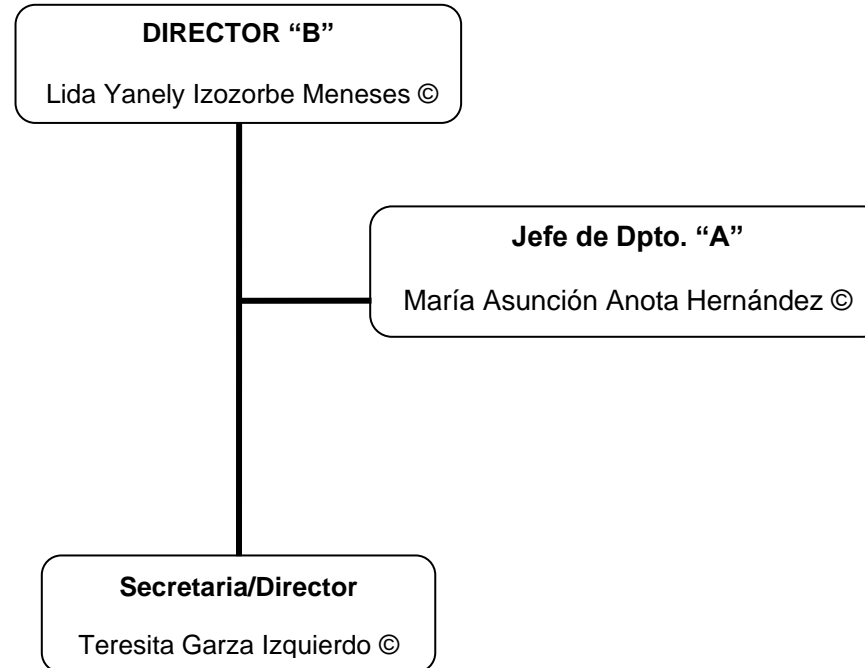 DIRECTOR “B”
Lida Yanely Izozorbe Meneses ©
Jefe de Dpto. “A”
María Asunción Anota Hernández ©
Secretaria/Director
Teresita Garza Izquierdo ©